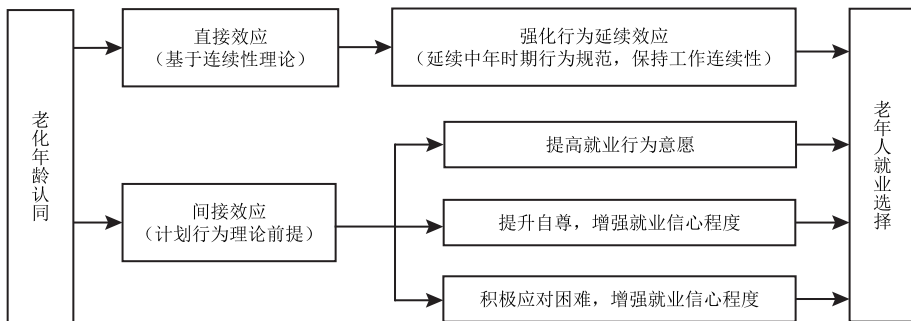 老化年龄认同
直接效应
（基于连续性理论）
强化行为延续效应
（延续中年时期行为规范，保持工作连续性）
间接效应
（计划行为理论前提）
提高就业行为意愿
提升自尊，增强就业信心程度
积极应对困难，增强就业信心程度
老年人就业选择